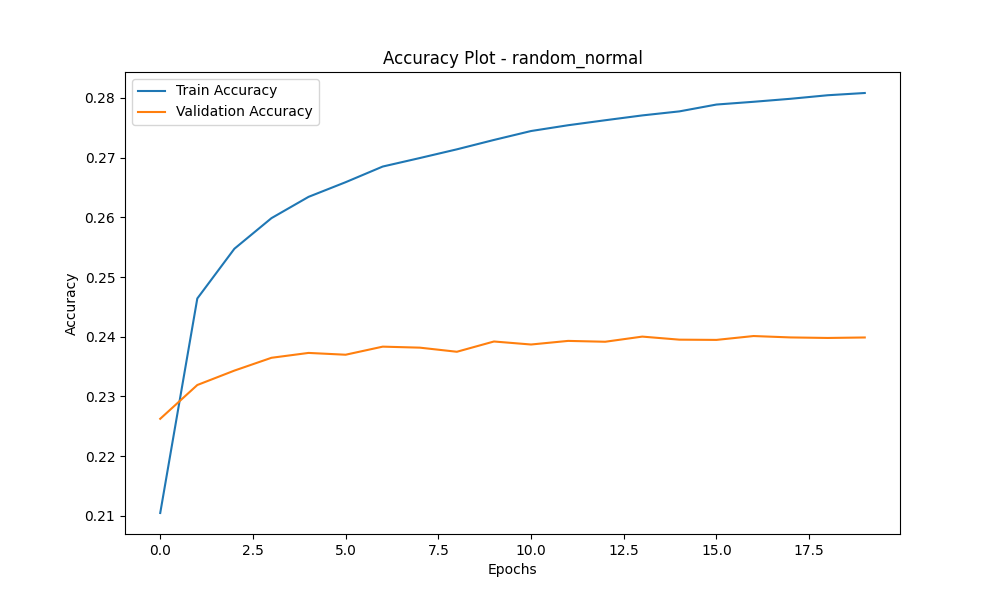 Accuracy Plot - random_normal
Train Accuracy
Validation Accuracy
Accuracy
0.28
0.27
0.26
0.25
0.24
0.23
0.22
0.21
0.0 2.5 5.0 7.5 10.0 12.5 15.0 17.5
Epochs